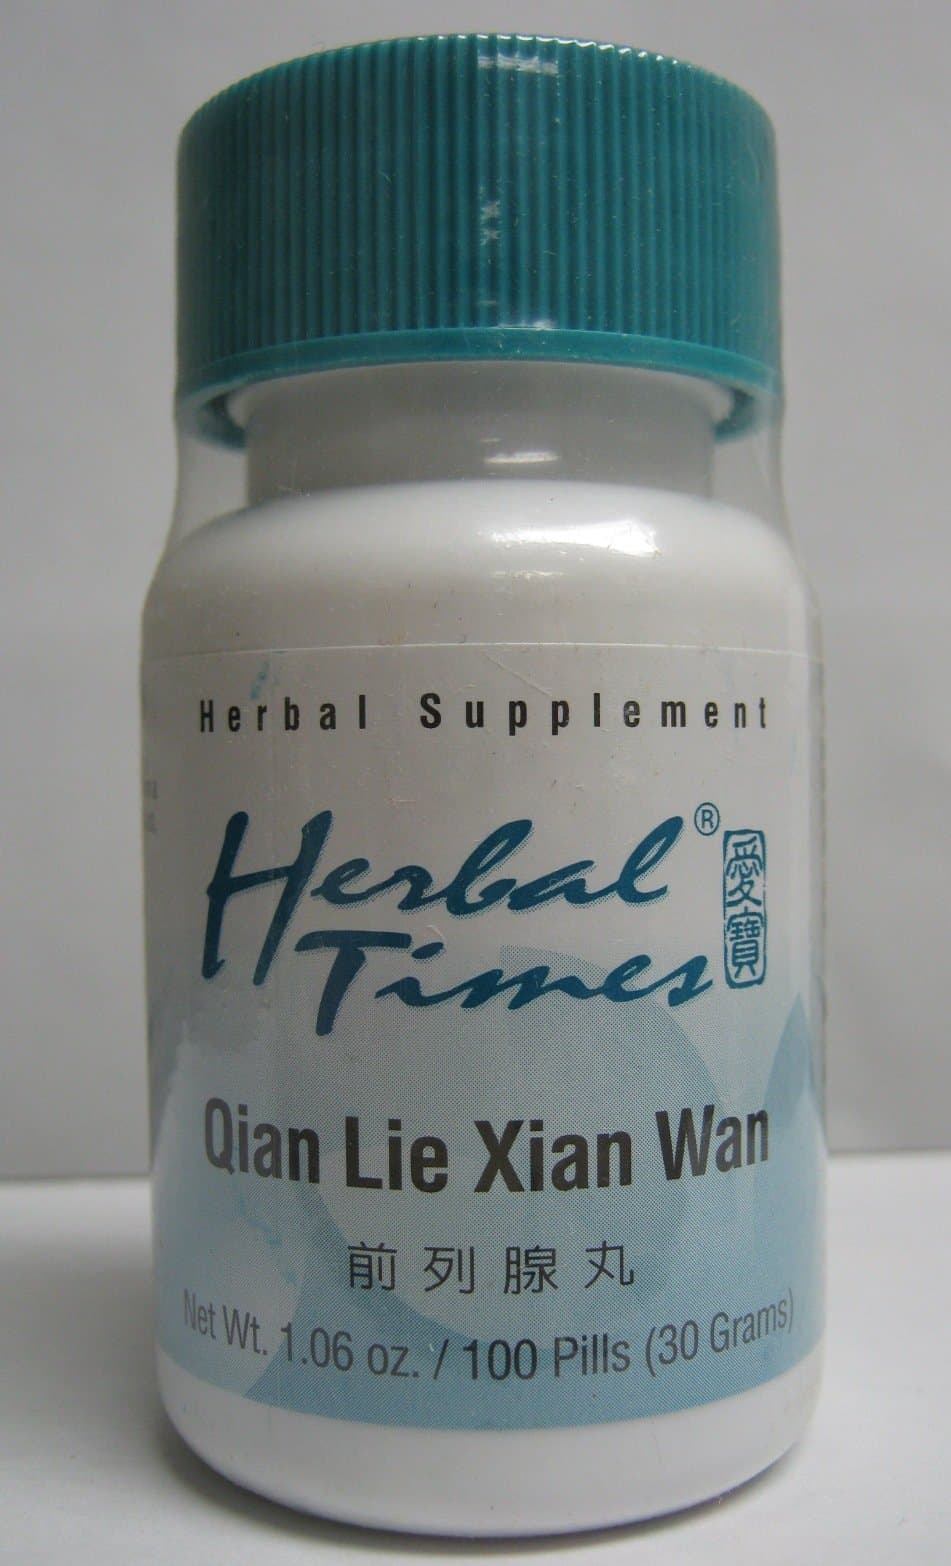 Herbal Supplement
Herbal
Times®
愛寶
Qian Lie Xian Wan
前列腺丸
Net Wt. 1.06 oz. / 100 Pills (30 Grams)